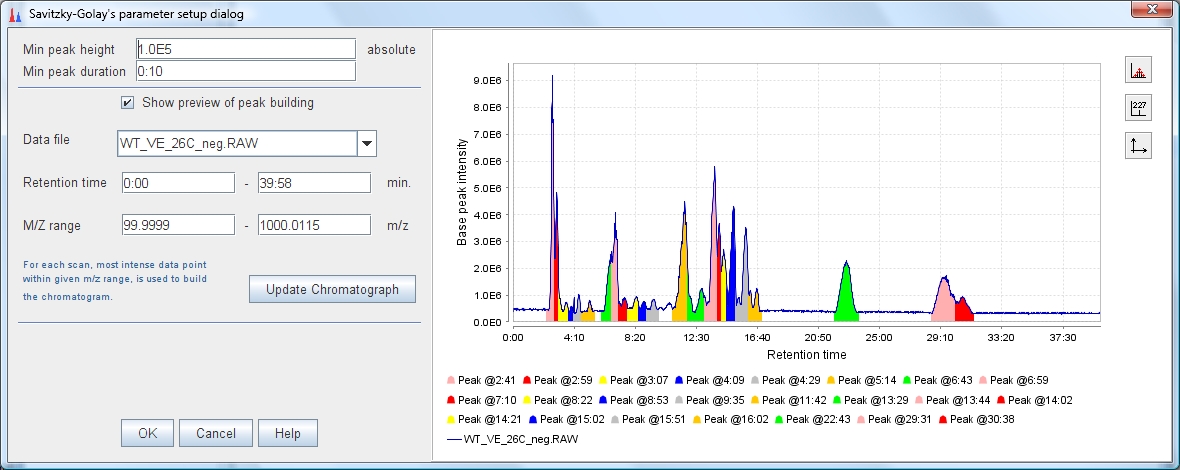 Savitzky-Golay's parameter setup dialog
Min peak height 1.0E5 absolute
Min peak duration 0:10
Show preview of peak building
Data file WT_VE_26C_neg.RAW
Retention time 0:00 - 39:58 min.
M/Z range 99.9999 - 1000.0115 m/z
For each scan, most intense data point
within given m/z range, is used to build
the chromatogram.
Update Chromatograph
OK Cancel Help
Base peak intensity
9.0E6
8.0E6
7.0E6
6.0E6
5.0E6
4.0E6
3.0E6
2.0E6
1.0E6
0.0E0
0:00 4:10 8:20 12:30 16:40 20:50 25:00 29:10 33:20 37:30
Retention time
Peak @2:41 Peak @2:59 Peak @3:07 Peak @4:09 Peak @4:29 Peak @5:14 Peak @6:43 Peak @6:59
Peak @7:10 Peak @8:22 Peak @8:53 Peak @9:35 Peak @11:42 Peak @13:29 Peak @13:44 Peak @14:02
Peak @14:21 Peak @15:02 Peak @15:51 Peak @16:02 Peak @22:43 Peak @29:31 Peak @30:38
WT_VE_26C_neg.RAW
227